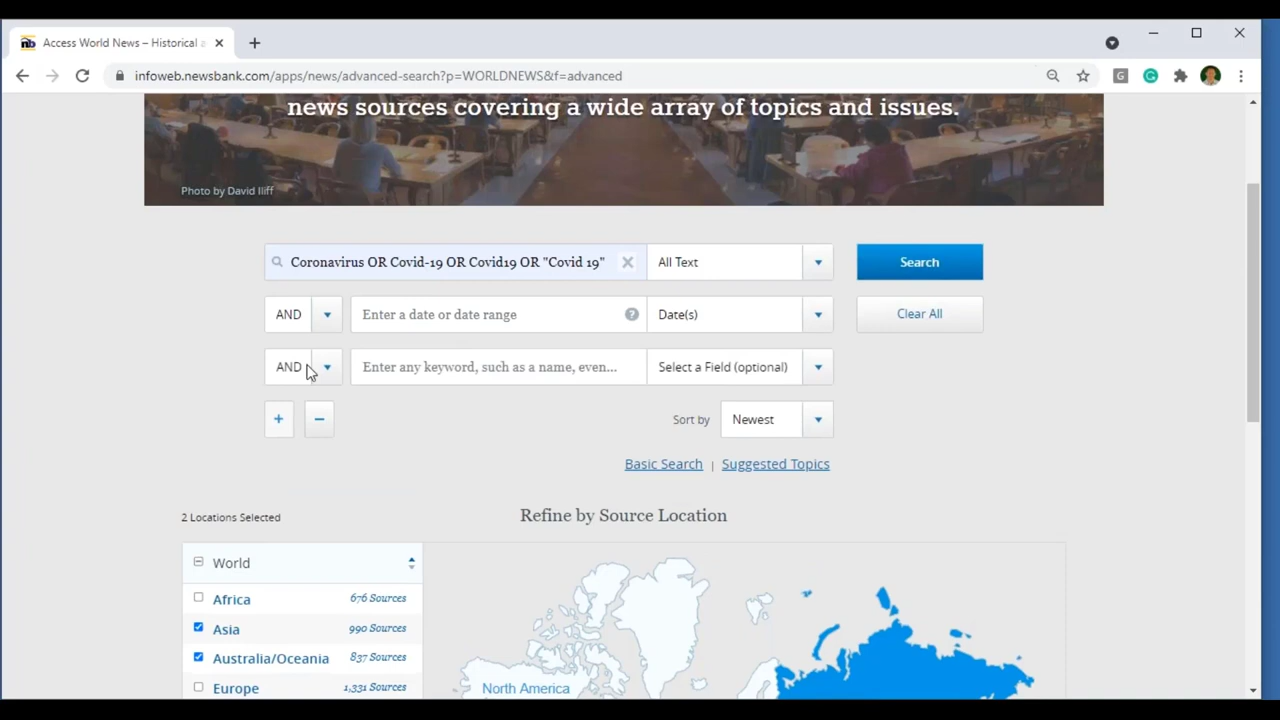 Access World News – Historical a
infoweb.newsbank.com/apps/news/advanced-search?p=WORLDNEWS&f=advanced
news sources covering a wide array of topics and issues.
Photo by David Iliff
Coronavirus OR Covid-19 OR Covid19 OR "Covid 19" All Text Search
AND Enter a date or date range ? Date(s) Clear All
AND Enter any keyword, such as a name, even... Select a Field (optional)
+ − Sort by Newest
Basic Search | Suggested Topics
2 Locations Selected Refine by Source Location
World
Africa 676 Sources
Asia 990 Sources
Australia/Oceania 837 Sources
Europe 1,331 Sources
North America